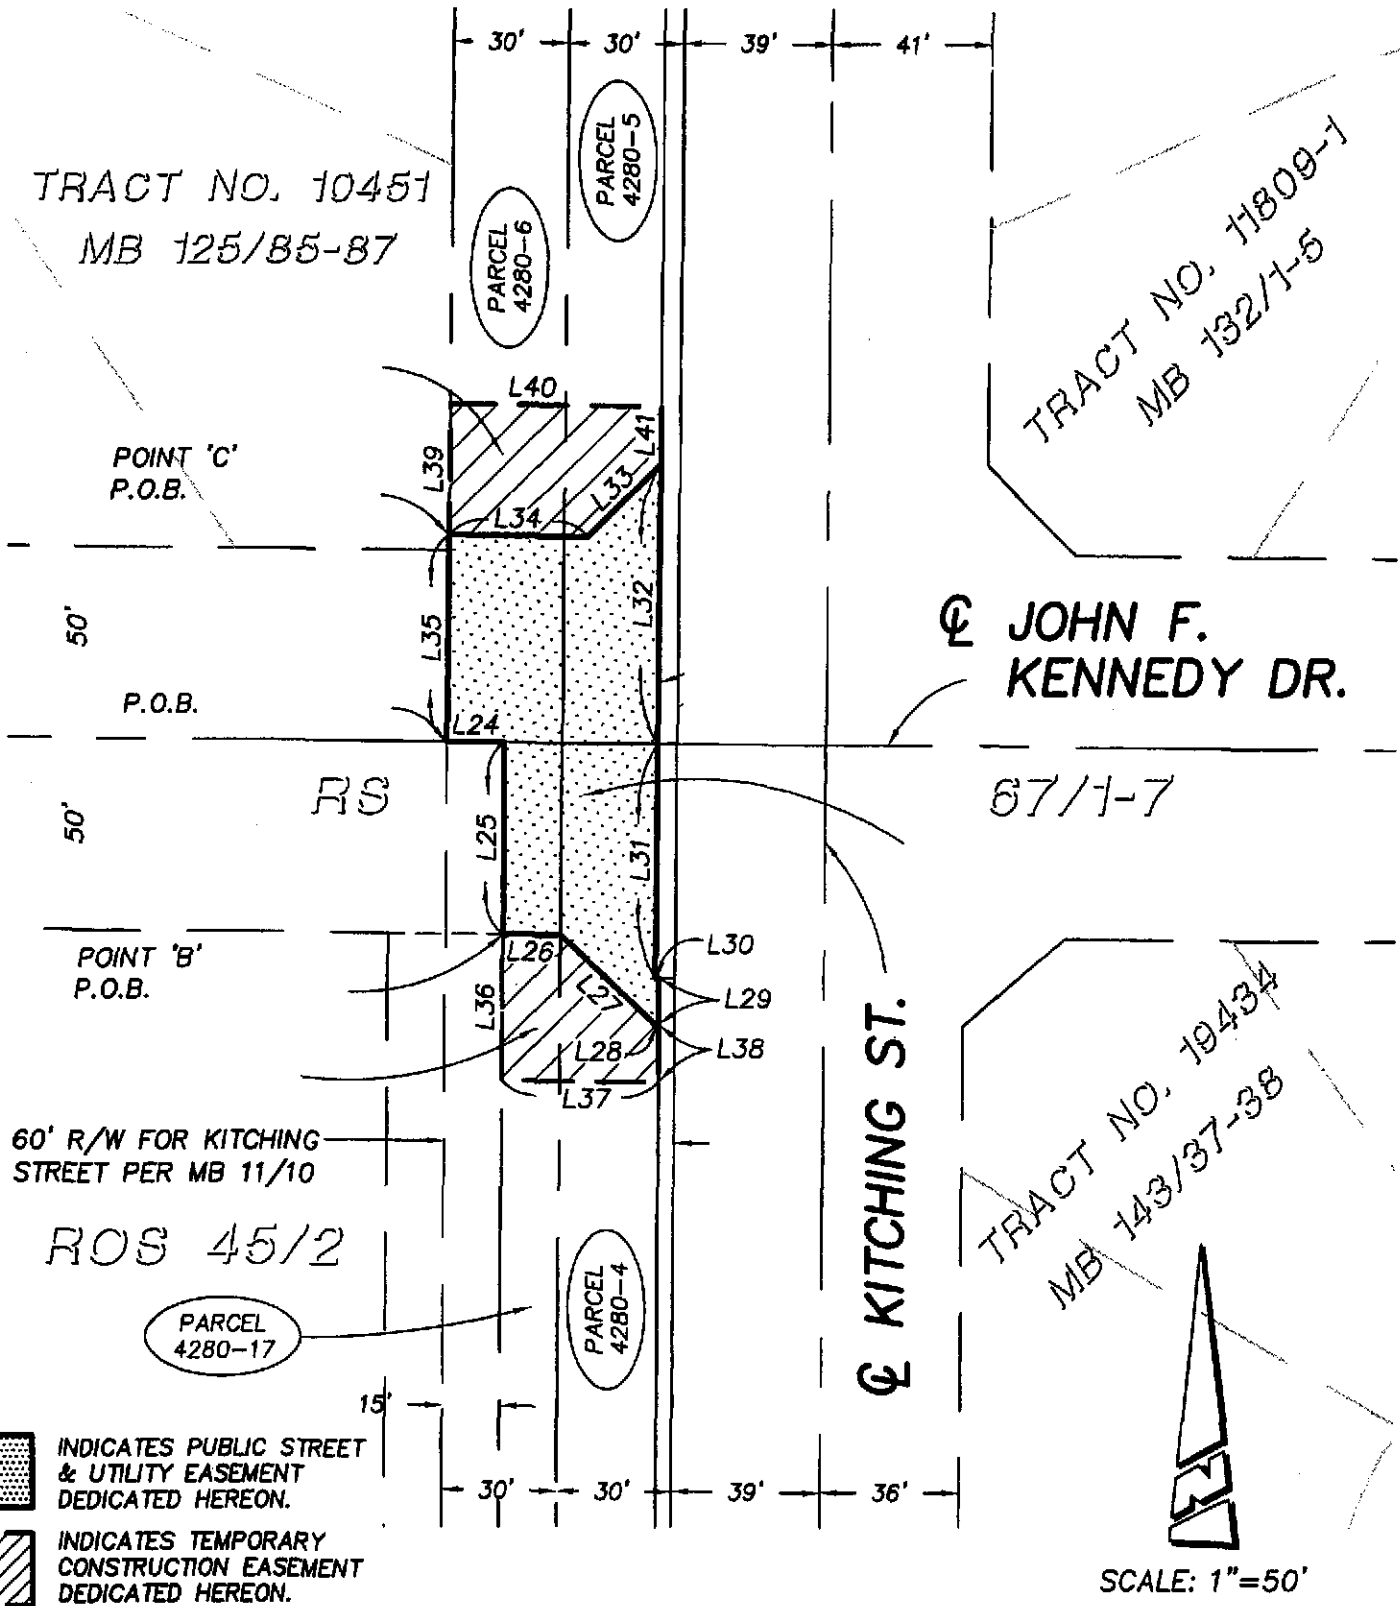 30' 30' 39' 41'
PARCEL
4280-5
TRACT NO. 10451
MB 125/85-87
PARCEL
4280-6
TRACT NO. 11809-1
MB 132/1-5
L40
L39
L41
L33
POINT 'C'
P.O.B.
L34
50'
L35
L32
℄ JOHN F.
KENNEDY DR.
P.O.B.
L24
RS
67/1-7
50'
L25
L31
POINT 'B'
P.O.B.
L26
L30
L27
L29
L36
L28
L38
L37
60' R/W FOR KITCHING
STREET PER MB 11/10
℄ KITCHING ST.
TRACT NO. 19434
MB 143/37-38
ROS 45/2
PARCEL
4280-17
PARCEL
4280-4
15'
30' 30' 39' 36'
INDICATES PUBLIC STREET
& UTILITY EASEMENT
DEDICATED HEREON.
INDICATES TEMPORARY
CONSTRUCTION EASEMENT
DEDICATED HEREON.
N
SCALE: 1"=50'